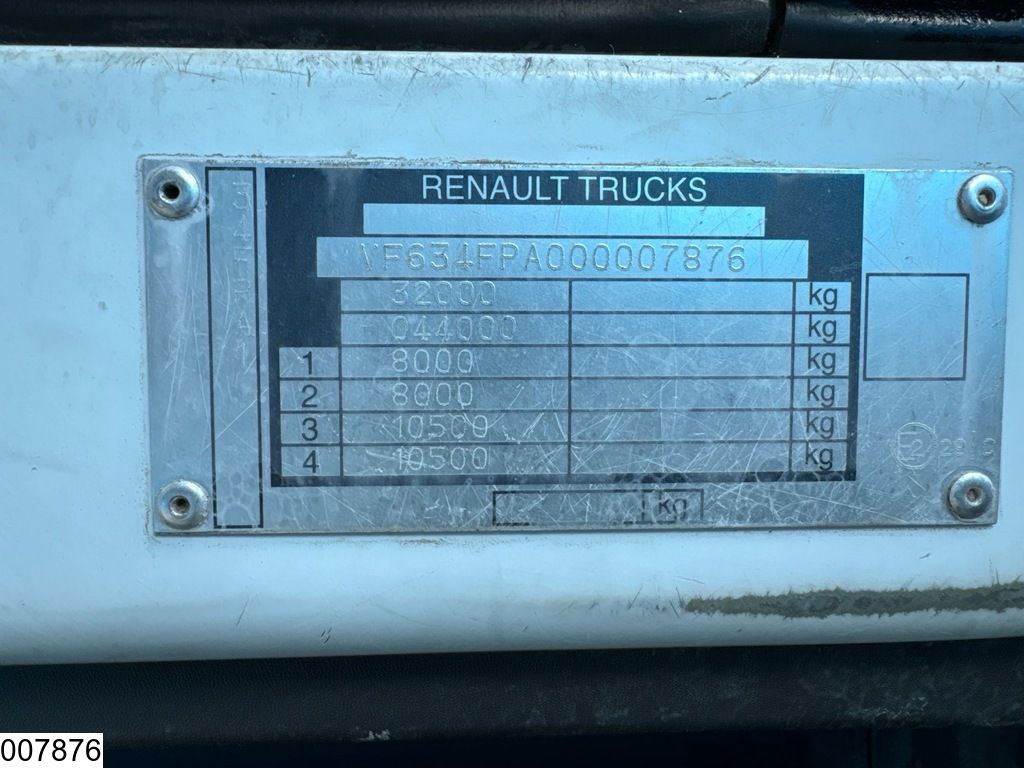 RENAULT TRUCKS
VF634FPA000007876
32000 kg
044000 kg
1 8000 kg
2 8000 kg
3 10500 kg
4 10500 kg
kg
E2
007876